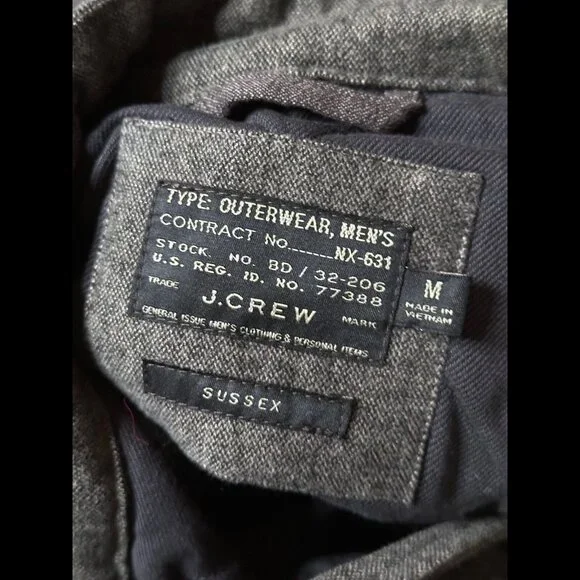 TYPE: OUTERWEAR, MEN'S
CONTRACT NO.......NX-631
STOCK NO. BD / 32-206
U.S. REG. ID. NO. 77388
TRADE J.CREW MARK
GENERAL ISSUE MEN'S CLOTHING & PERSONAL ITEMS
M
MADE IN
VIETNAM
SUSSEX